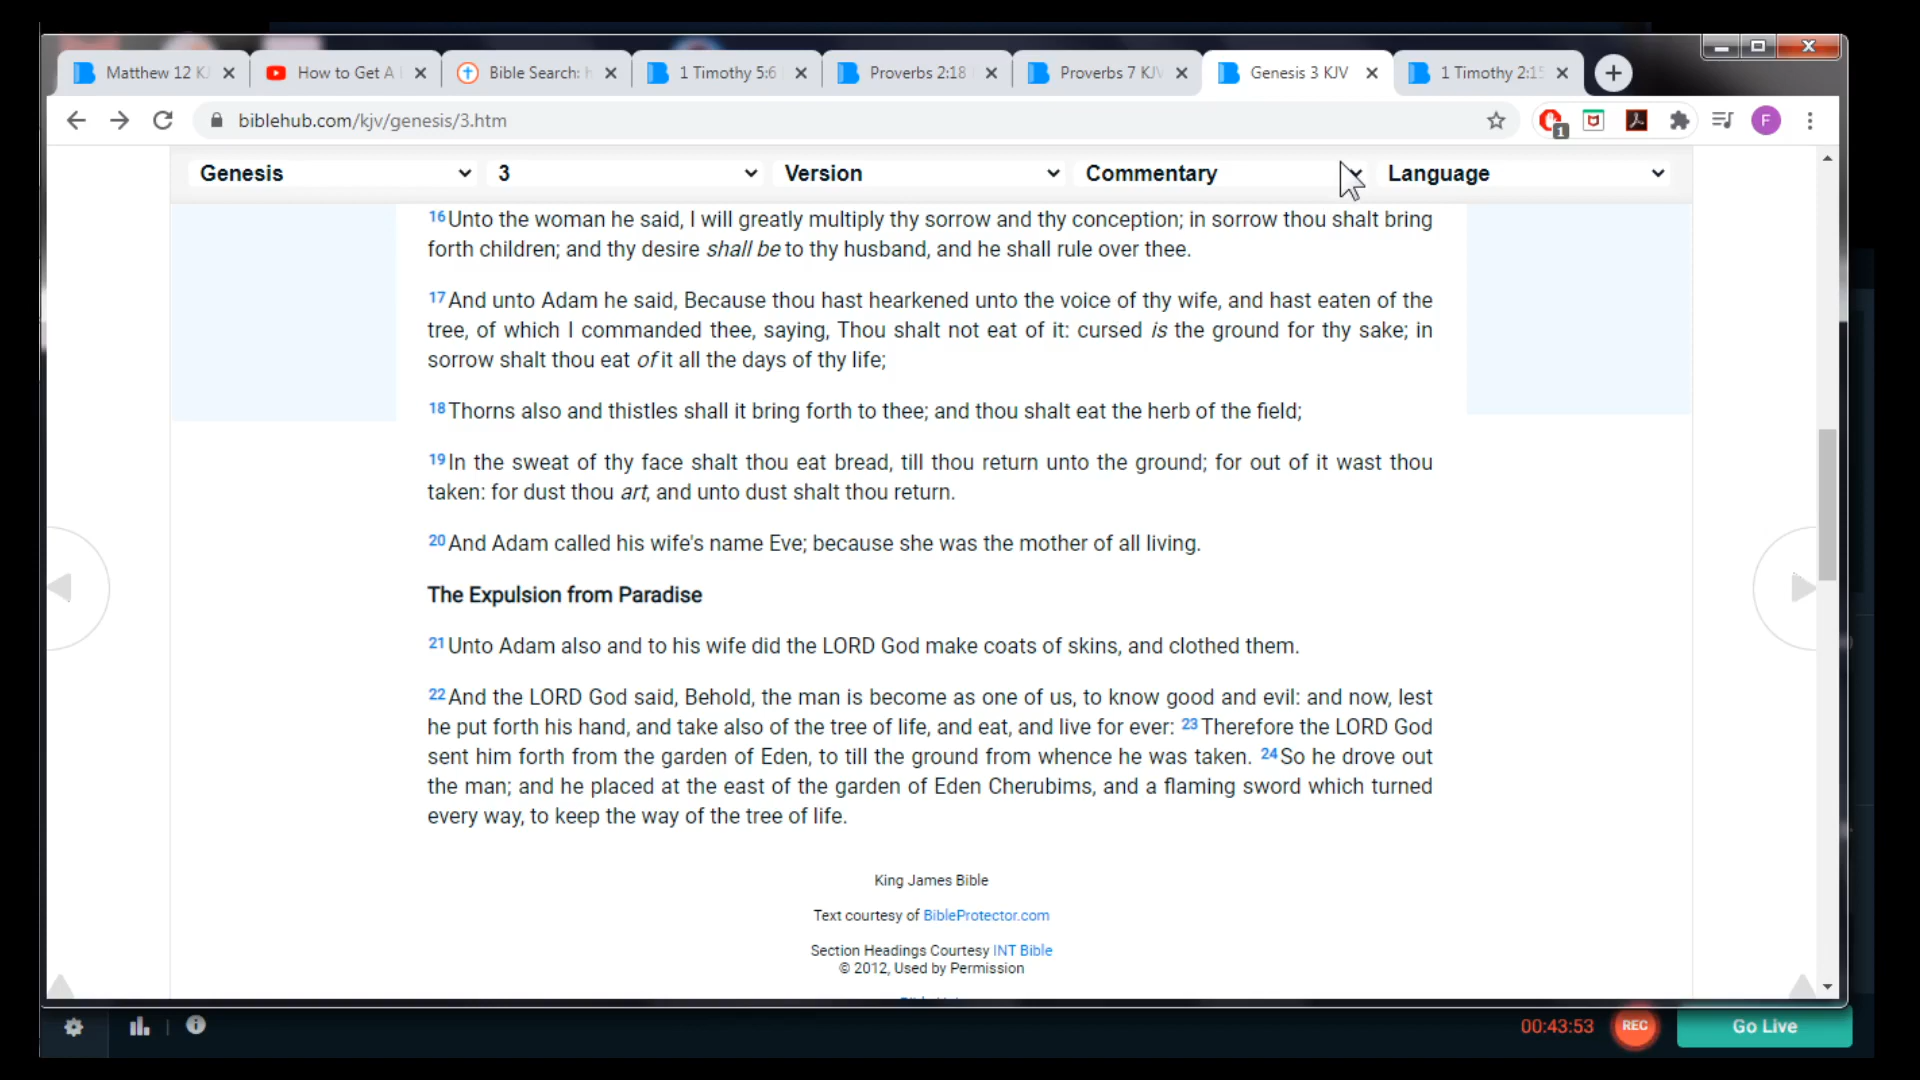 Matthew 12 K
How to Get A
Bible Search:
1 Timothy 5:6
Proverbs 2:18
Proverbs 7 KJV
Genesis 3 KJV
1 Timothy 2:15
biblehub.com/kjv/genesis/3.htm
1
F
Genesis
3
Version
Commentary
Language
16 Unto the woman he said, I will greatly multiply thy sorrow and thy conception; in sorrow thou shalt bring
forth children; and thy desire shall be to thy husband, and he shall rule over thee.
17 And unto Adam he said, Because thou hast hearkened unto the voice of thy wife, and hast eaten of the
tree, of which I commanded thee, saying, Thou shalt not eat of it: cursed is the ground for thy sake; in
sorrow shalt thou eat of it all the days of thy life;
18 Thorns also and thistles shall it bring forth to thee; and thou shalt eat the herb of the field;
19 In the sweat of thy face shalt thou eat bread, till thou return unto the ground; for out of it wast thou
taken: for dust thou art, and unto dust shalt thou return.
20 And Adam called his wife's name Eve; because she was the mother of all living.
The Expulsion from Paradise
21 Unto Adam also and to his wife did the LORD God make coats of skins, and clothed them.
22 And the LORD God said, Behold, the man is become as one of us, to know good and evil: and now, lest
he put forth his hand, and take also of the tree of life, and eat, and live for ever: 23 Therefore the LORD God
sent him forth from the garden of Eden, to till the ground from whence he was taken. 24 So he drove out
the man; and he placed at the east of the garden of Eden Cherubims, and a flaming sword which turned
every way, to keep the way of the tree of life.
King James Bible
Text courtesy of BibleProtector.com
Section Headings Courtesy INT Bible
© 2012, Used by Permission
00:43:53
REC
Go Live